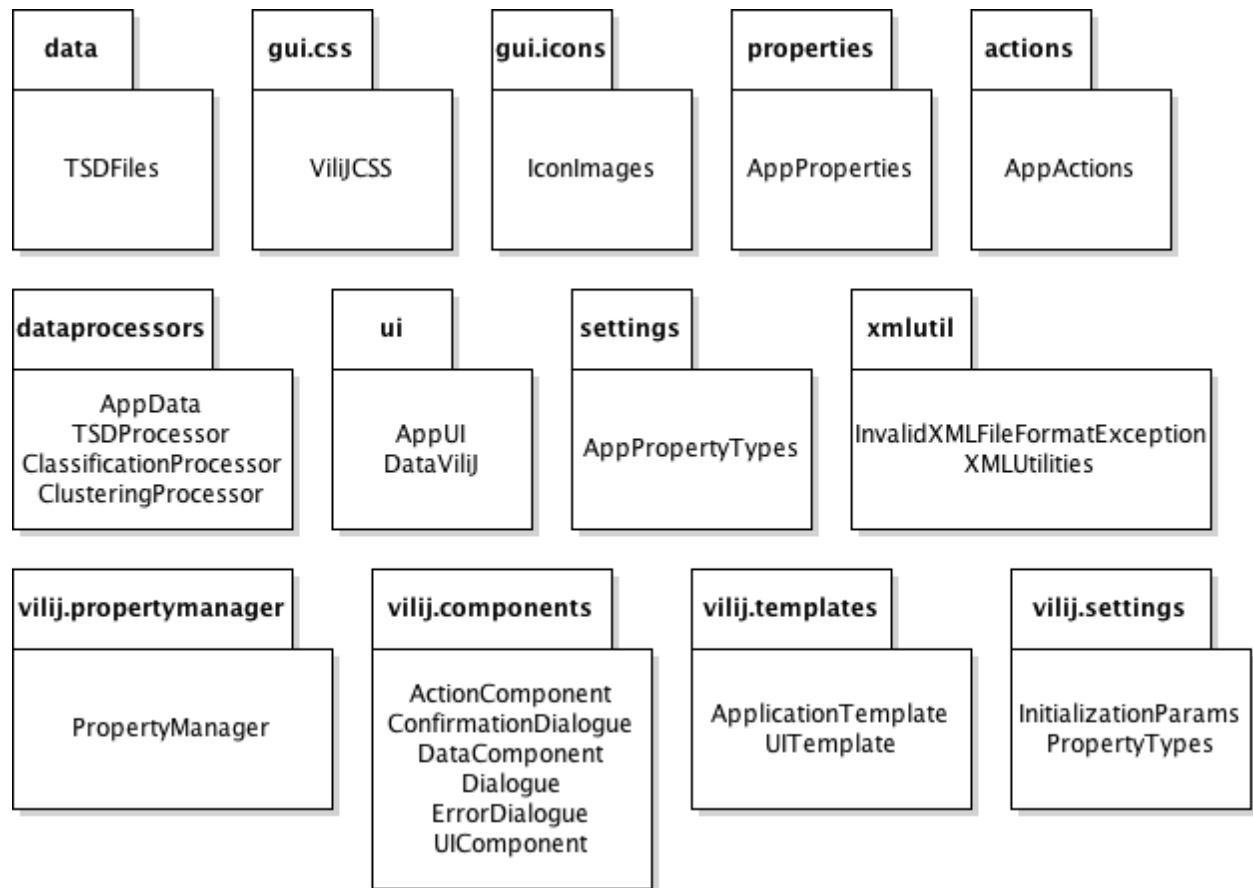 data
TSDFiles
gui.css
ViliJCSS
gui.icons
IconImages
properties
AppProperties
actions
AppActions
dataprocessors
AppData
TSDProcessor
ClassificationProcessor
ClusteringProcessor
ui
AppUI
DataViliJ
settings
AppPropertyTypes
xmlutil
InvalidXMLFileFormatException
XMLUtilities
vilij.propertymanager
PropertyManager
vilij.components
ActionComponent
ConfirmationDialogue
DataComponent
Dialogue
ErrorDialogue
UIComponent
vilij.templates
ApplicationTemplate
UITemplate
vilij.settings
InitializationParams
PropertyTypes